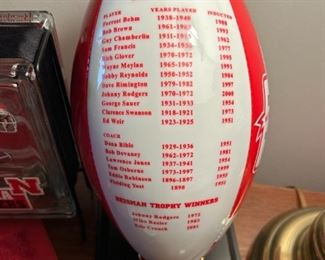 PLAYER YEARS PLAYED INDUCTED
Forrest Behm 1938-1940 1988
Bob Brown 1961-1963 1993
Guy Chamberlin 1911-1915 1962
Sam Francis 1934-1936 1977
Rich Glover 1970-1972 1995
Wayne Meylan 1965-1967 1991
Bobby Reynolds 1950-1952 1984
Dave Rimington 1979-1982 1997
Johnny Rodgers 1970-1972 2000
George Sauer 1931-1933 1954
Clarence Swanson 1918-1921 1973
Ed Weir 1923-1925 1951
COACH
Dana Bible 1929-1936 1951
Bob Devaney 1962-1972 1981
Lawrence Jones 1937-1941 1954
Tom Osborne 1973-1997 1998
Eddie Robinson 1896-1897 1955
Fielding Yost 1898 1951
HEISMAN TROPHY WINNERS
Johnny Rodgers 1972
Mike Rozier 1983
Eric Crouch 2001